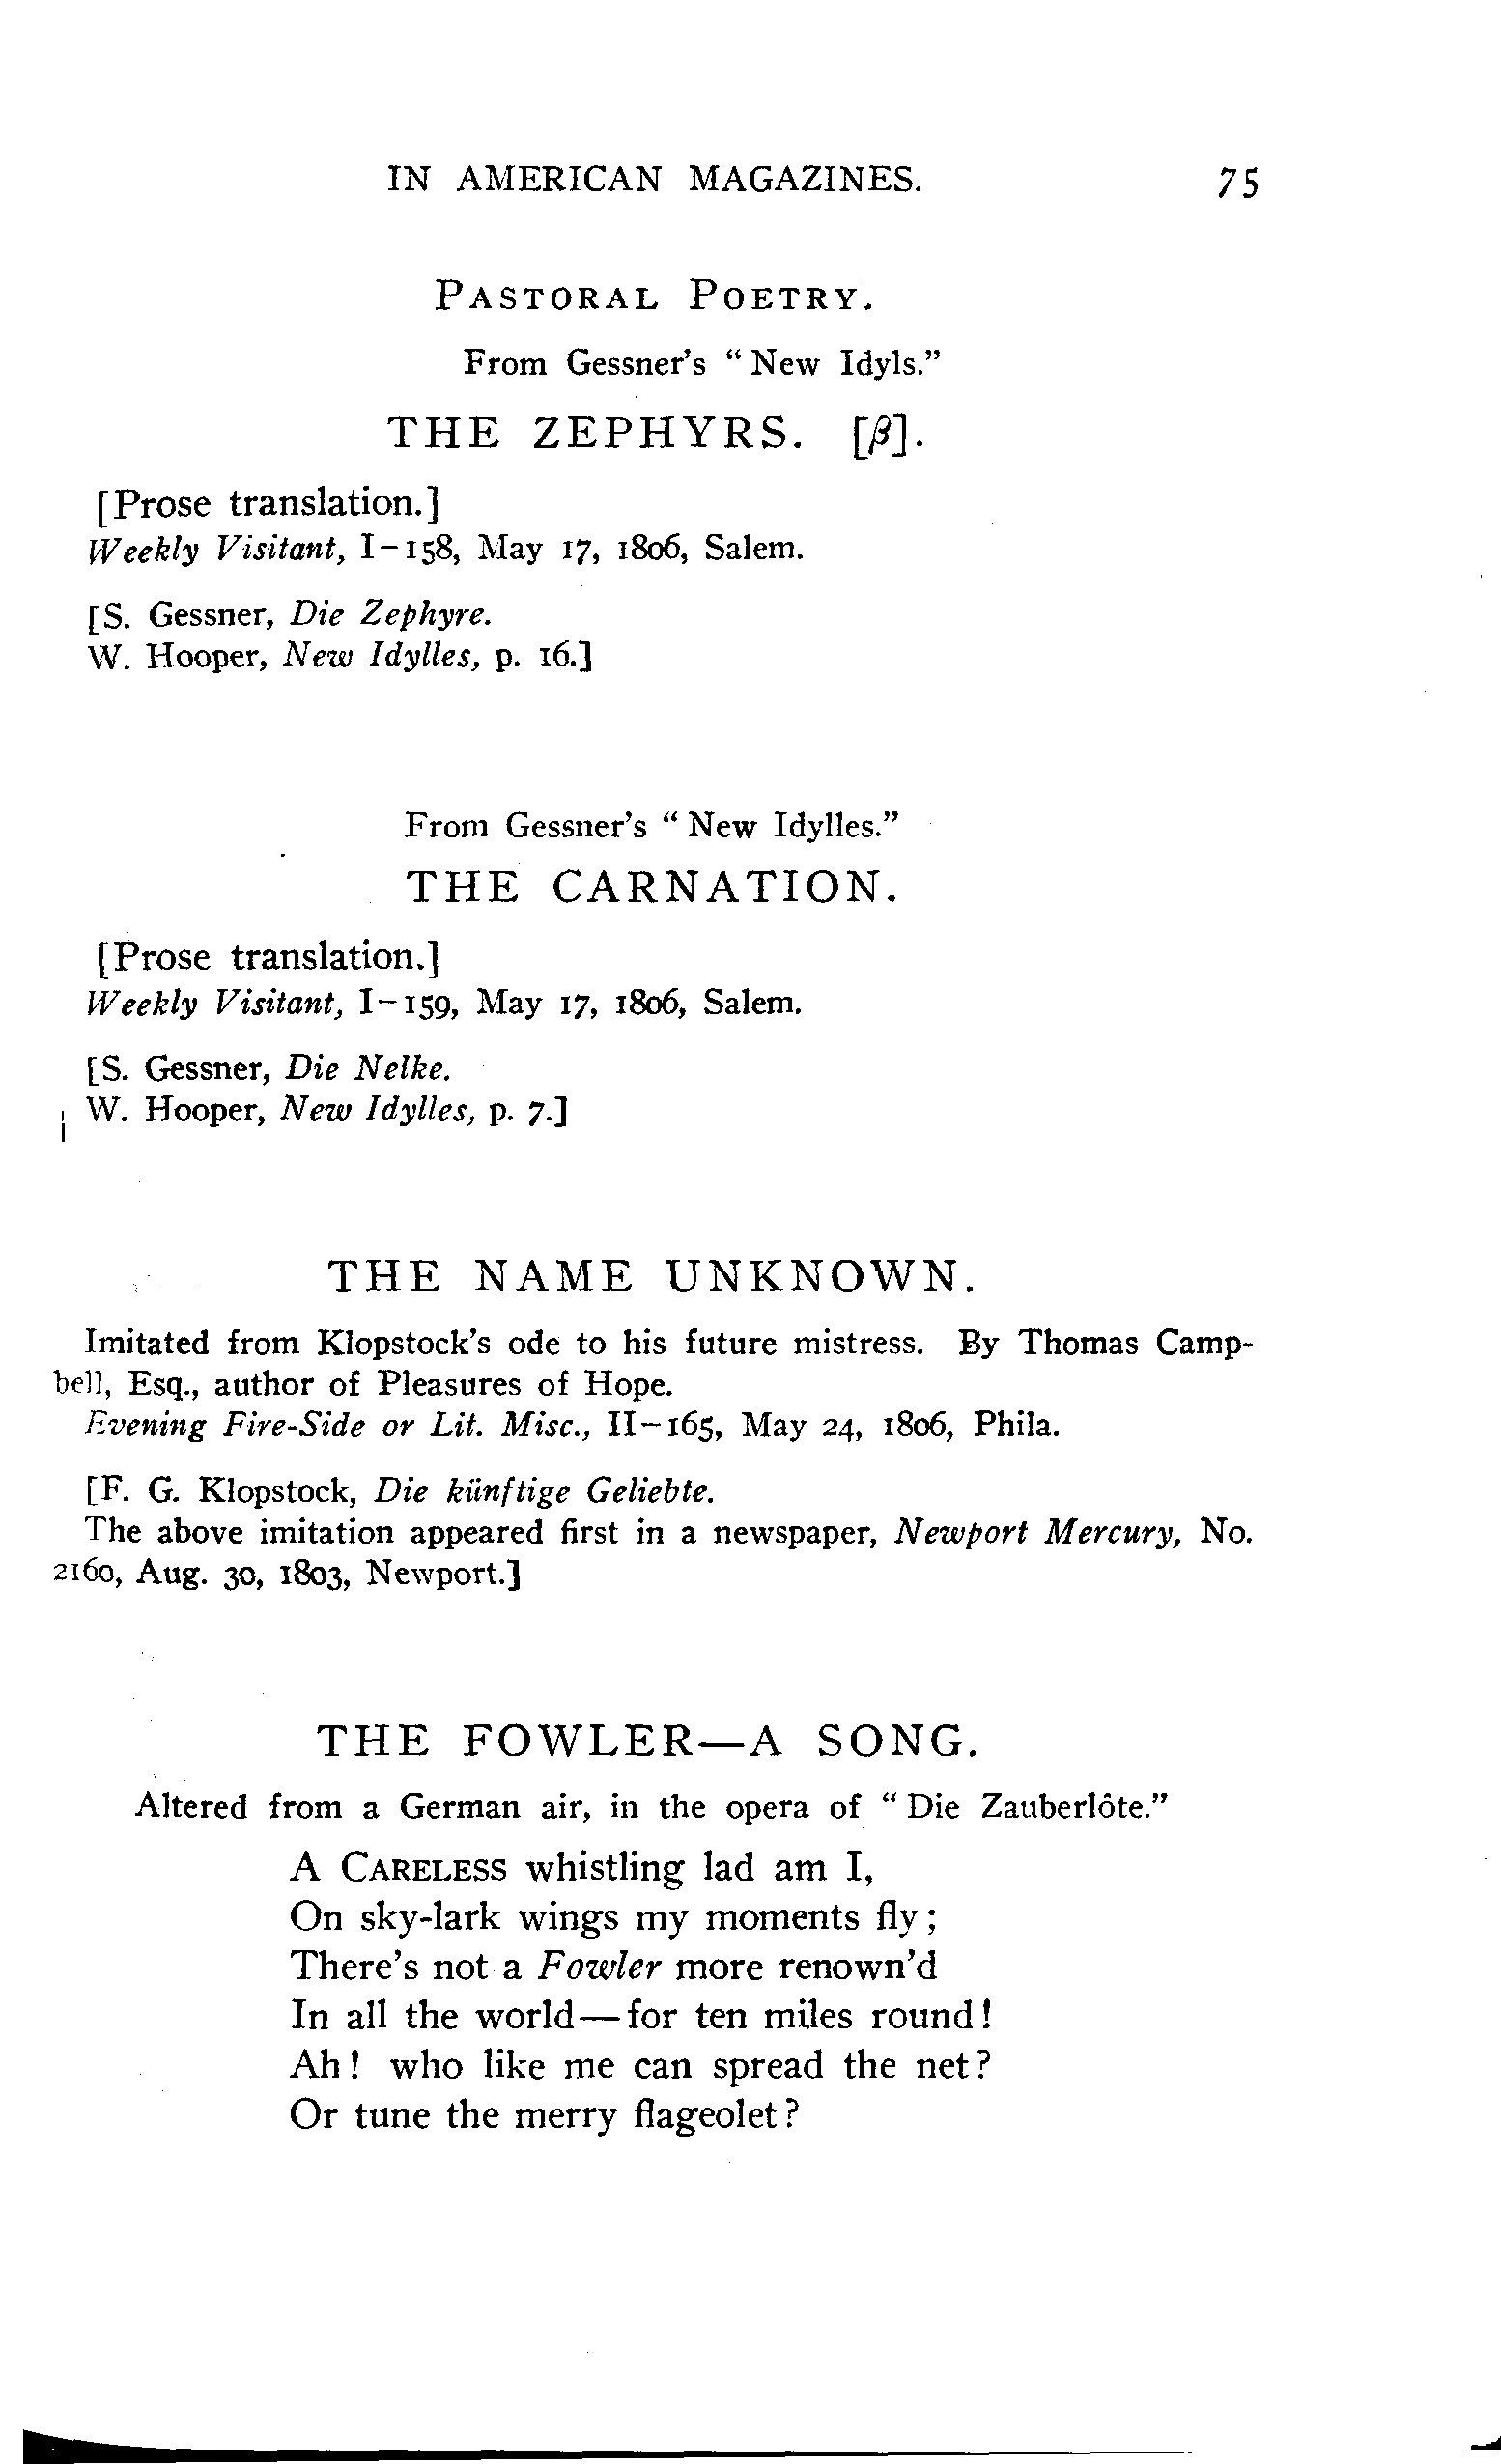 IN AMERICAN MAGAZINES. 75
PASTORAL POETRY.
From Gessner's “New Idyls.”
THE ZEPHYRS. [β].
[Prose translation.]
Weekly Visitant, I–158, May 17, 1806, Salem.
[S. Gessner, Die Zephyre.
W. Hooper, New Idylles, p. 16.]
From Gessner's “New Idylles.”
THE CARNATION.
[Prose translation.]
Weekly Visitant, I–159, May 17, 1806, Salem.
[S. Gessner, Die Nelke.
W. Hooper, New Idylles, p. 7.]
THE NAME UNKNOWN.
Imitated from Klopstock's ode to his future mistress. By Thomas Camp-
bell, Esq., author of Pleasures of Hope.
Evening Fire-Side or Lit. Misc., II–165, May 24, 1806, Phila.
[F. G. Klopstock, Die künftige Geliebte.
The above imitation appeared first in a newspaper, Newport Mercury, No.
2160, Aug. 30, 1803, Newport.]
THE FOWLER—A SONG.
Altered from a German air, in the opera of “Die Zauberlôte.”
A CARELESS whistling lad am I,
On sky-lark wings my moments fly;
There's not a Fowler more renown'd
In all the world—for ten miles round!
Ah! who like me can spread the net?
Or tune the merry flageolet?